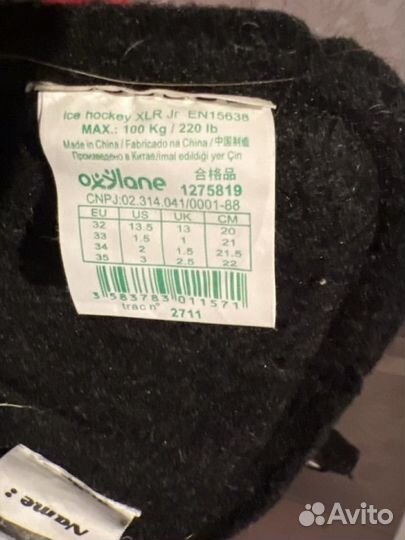 ice hockey XLR Jr EN15638
MAX.: 100 Kg / 220 lb
Made in China / Fabricado na China / 中国制造
Произведено в Китае/imal edildiği yer Çin
oxylane 合格品
1275819
CNPJ:02.314.041/0001-88
EU US UK CM
32 13.5 13 20
33 1.5 1 21
34 2 1.5 21.5
35 3 2.5 22
3 583783 011571
trac n°
2711
Name:
Avito